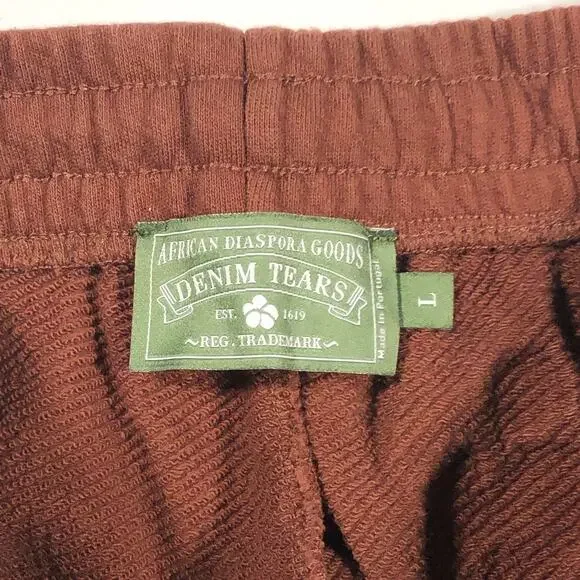 AFRICAN DIASPORA GOODS
DENIM TEARS
EST. 1619
~REG. TRADEMARK~
Made in Portugal
L